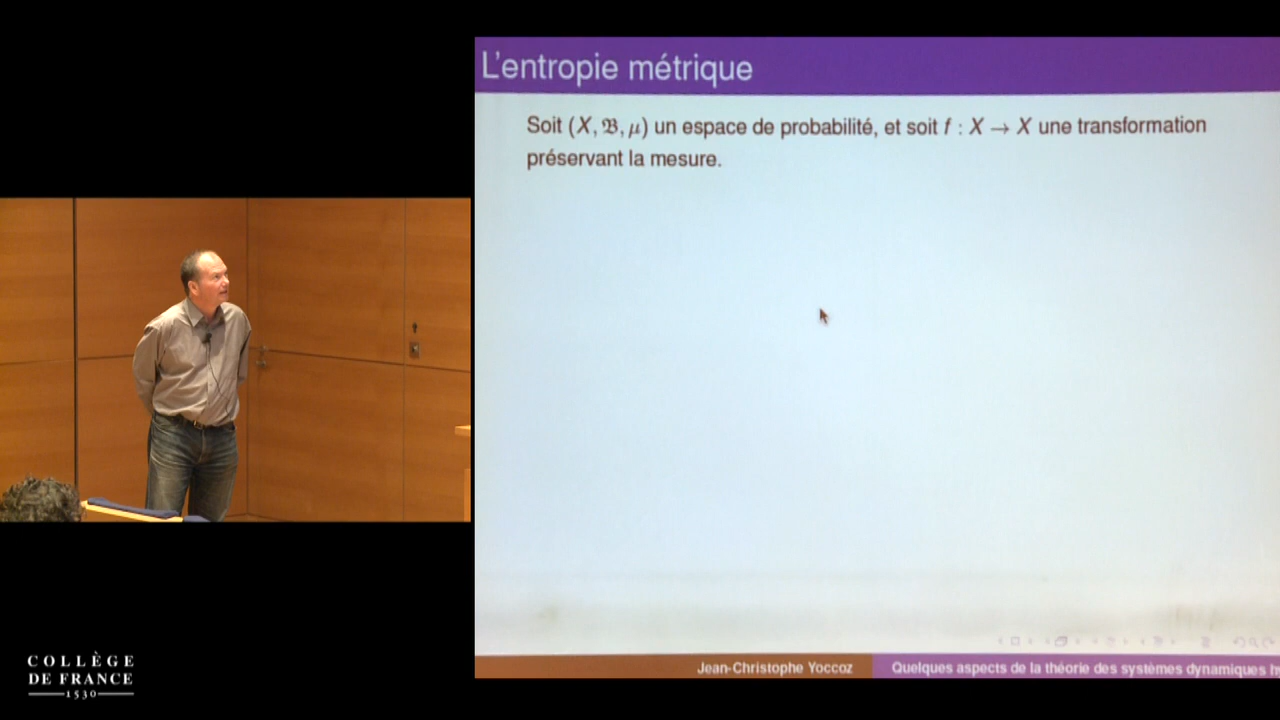 L'entropie métrique
Soit (X, 𝔅, μ) un espace de probabilité, et soit f : X → X une transformation
préservant la mesure.
Jean-Christophe Yoccoz
Quelques aspects de la théorie des systèmes dynamiques
COLLÈGE
DE FRANCE
1530